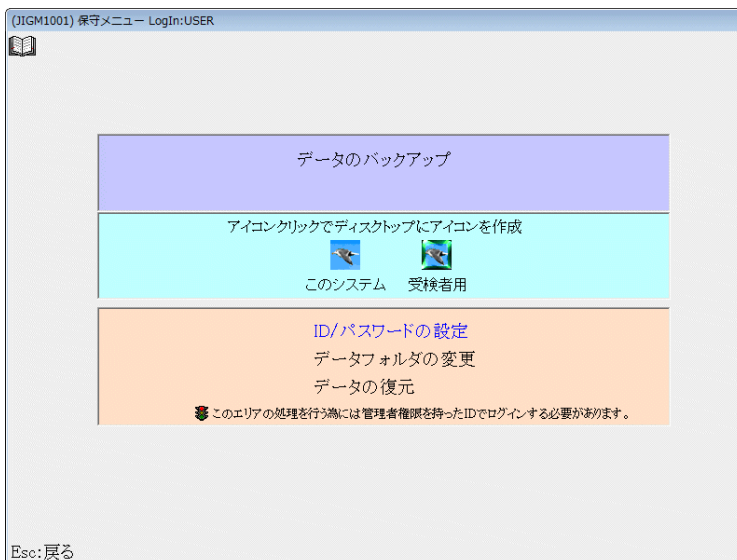 (JIGM1001) 保守メニュー LogIn:USER
データのバックアップ
アイコンクリックでディスクトップにアイコンを作成
このシステム 受検者用
ID/パスワードの設定
データフォルダの変更
データの復元
このエリアの処理を行う為には管理者権限を持ったIDでログインする必要があります。
Esc:戻る